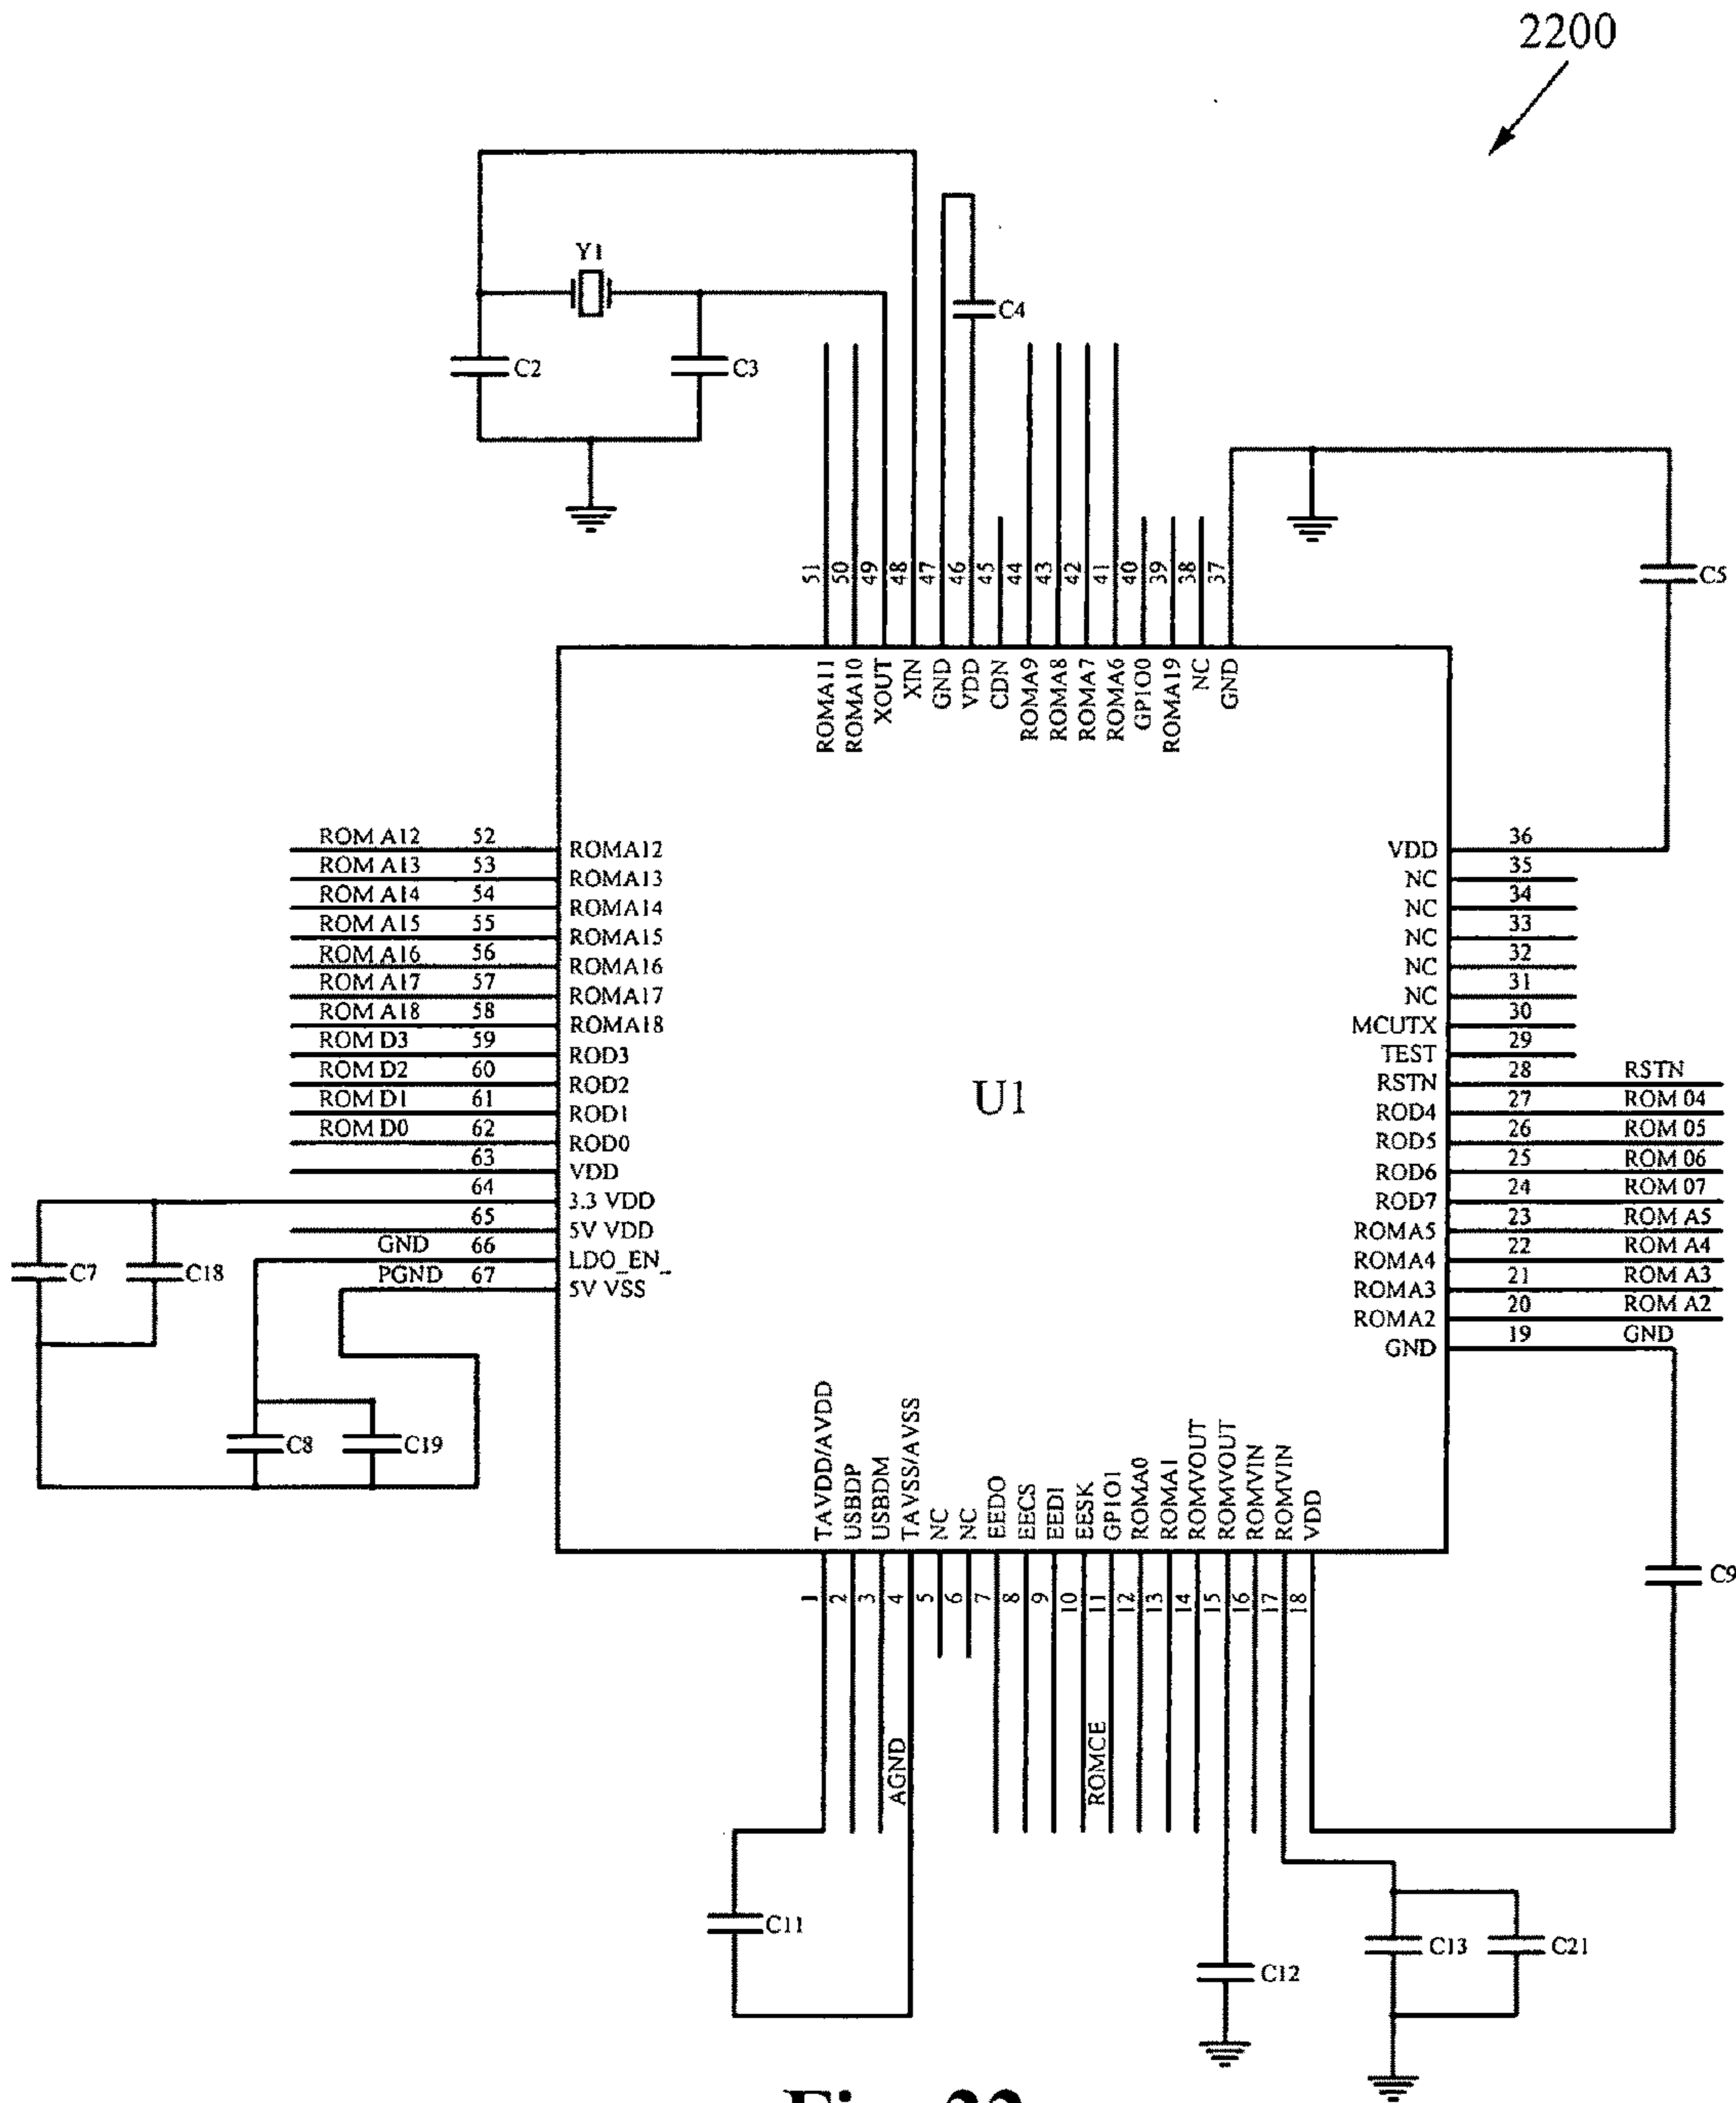 2200
Y1
C4
C2
C3
C5
51
50
49
48
47
46
45
44
43
42
41
40
39
38
37
ROMA11
ROMA10
XOUT
XIN
GND
VDD
CDN
ROMA9
ROMA8
ROMA7
ROMA6
GPIO0
ROMA19
NC
GND
ROM A12 52 ROMA12
ROM A13 53 ROMA13
ROM A14 54 ROMA14
ROM A15 55 ROMA15
ROM A16 56 ROMA16
ROM A17 57 ROMA17
ROM A18 58 ROMA18
ROM D3 59 ROD3
ROM D2 60 ROD2
ROM D1 61 ROD1
ROM D0 62 ROD0
63 VDD
64 3.3 VDD
65 5V VDD
GND 66 LDO_EN_
PGND 67 5V VSS
U1
VDD 36
NC 35
NC 34
NC 33
NC 32
NC 31
MCUTX 30
TEST 29
RSTN 28 RSTN
ROD4 27 ROM 04
ROD5 26 ROM 05
ROD6 25 ROM 06
ROD7 24 ROM 07
ROMA5 23 ROM A5
ROMA4 22 ROM A4
ROMA3 21 ROM A3
ROMA2 20 ROM A2
GND 19 GND
C7
C18
C8
C19
TAVDD/AVDD
USBDP
USBDM
TAVSS/AVSS
NC
NC
EEDO
EECS
EEDI
EESK
GPIO1
ROMA0
ROMA1
ROMVOUT
ROMVOUT
ROMVIN
ROMVIN
VDD
1
2
3
4
5
6
7
8
9
10
11
12
13
14
15
16
17
18
C9
AGND
ROMCE
C11
C12
C13
C21